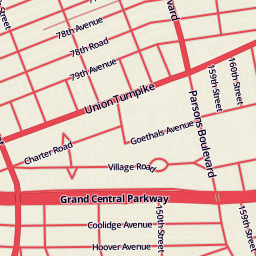 78th Avenue
78th Road
79th Avenue
Union Turnpike
159th Street
160th Street
Parsons Boulevard
Goethals Avenue
Charter Road
Village Road
Grand Central Parkway
150th Street
159th Street
Coolidge Avenue
Hoover Avenue